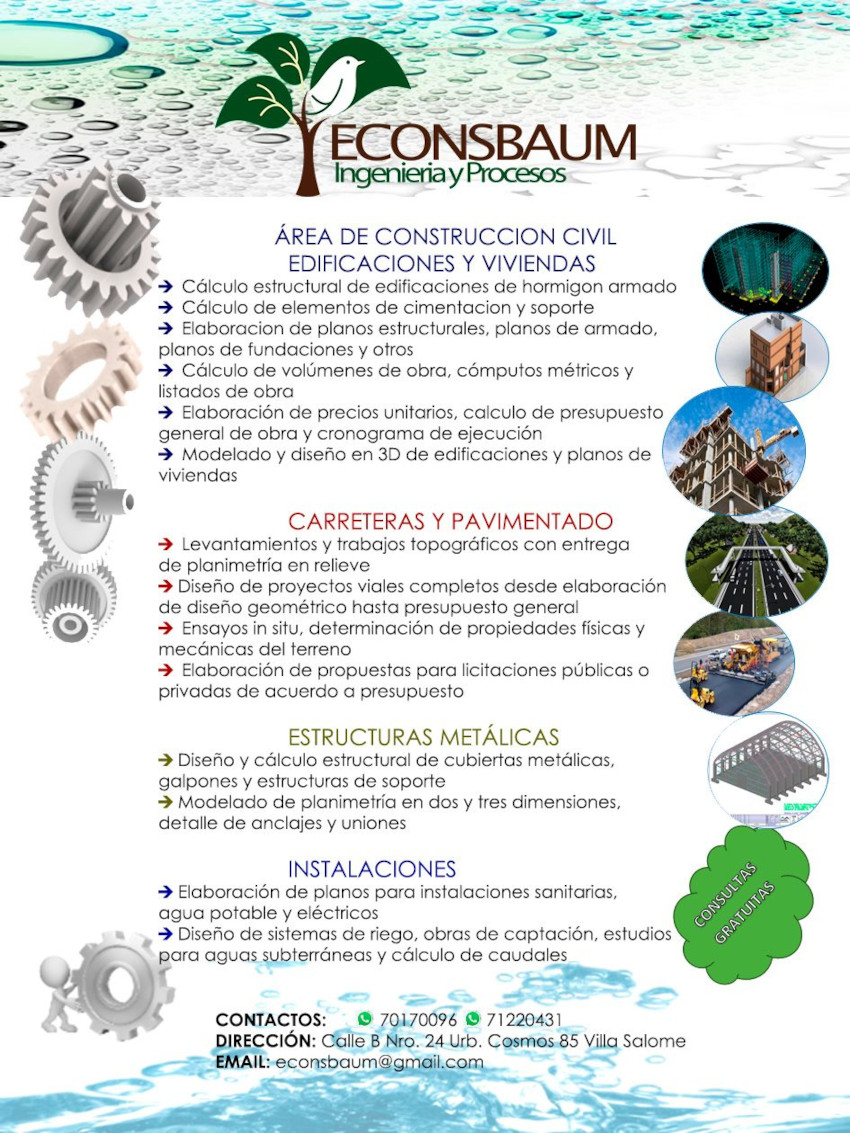 ECONSBAUM
Ingenieria y Procesos
ÁREA DE CONSTRUCCION CIVIL
EDIFICACIONES Y VIVIENDAS
➔ Cálculo estructural de edificaciones de hormigon armado
➔ Cálculo de elementos de cimentacion y soporte
➔ Elaboracion de planos estructurales, planos de armado,
planos de fundaciones y otros
➔ Cálculo de volúmenes de obra, cómputos métricos y
listados de obra
➔ Elaboración de precios unitarios, calculo de presupuesto
general de obra y cronograma de ejecución
➔ Modelado y diseño en 3D de edificaciones y planos de
viviendas
CARRETERAS Y PAVIMENTADO
➔ Levantamientos y trabajos topográficos con entrega
de planimetría en relieve
➔ Diseño de proyectos viales completos desde elaboración
de diseño geométrico hasta presupuesto general
➔ Ensayos in situ, determinación de propiedades físicas y
mecánicas del terreno
➔ Elaboración de propuestas para licitaciones públicas o
privadas de acuerdo a presupuesto
ESTRUCTURAS METÁLICAS
➔ Diseño y cálculo estructural de cubiertas metálicas,
galpones y estructuras de soporte
➔ Modelado de planimetría en dos y tres dimensiones,
detalle de anclajes y uniones
INSTALACIONES
➔ Elaboración de planos para instalaciones sanitarias,
agua potable y eléctricos
➔ Diseño de sistemas de riego, obras de captación, estudios
para aguas subterráneas y cálculo de caudales
CONSULTAS
GRATUITAS
CONTACTOS: 70170096 71220431
DIRECCIÓN: Calle B Nro. 24 Urb. Cosmos 85 Villa Salome
EMAIL: econsbaum@gmail.com